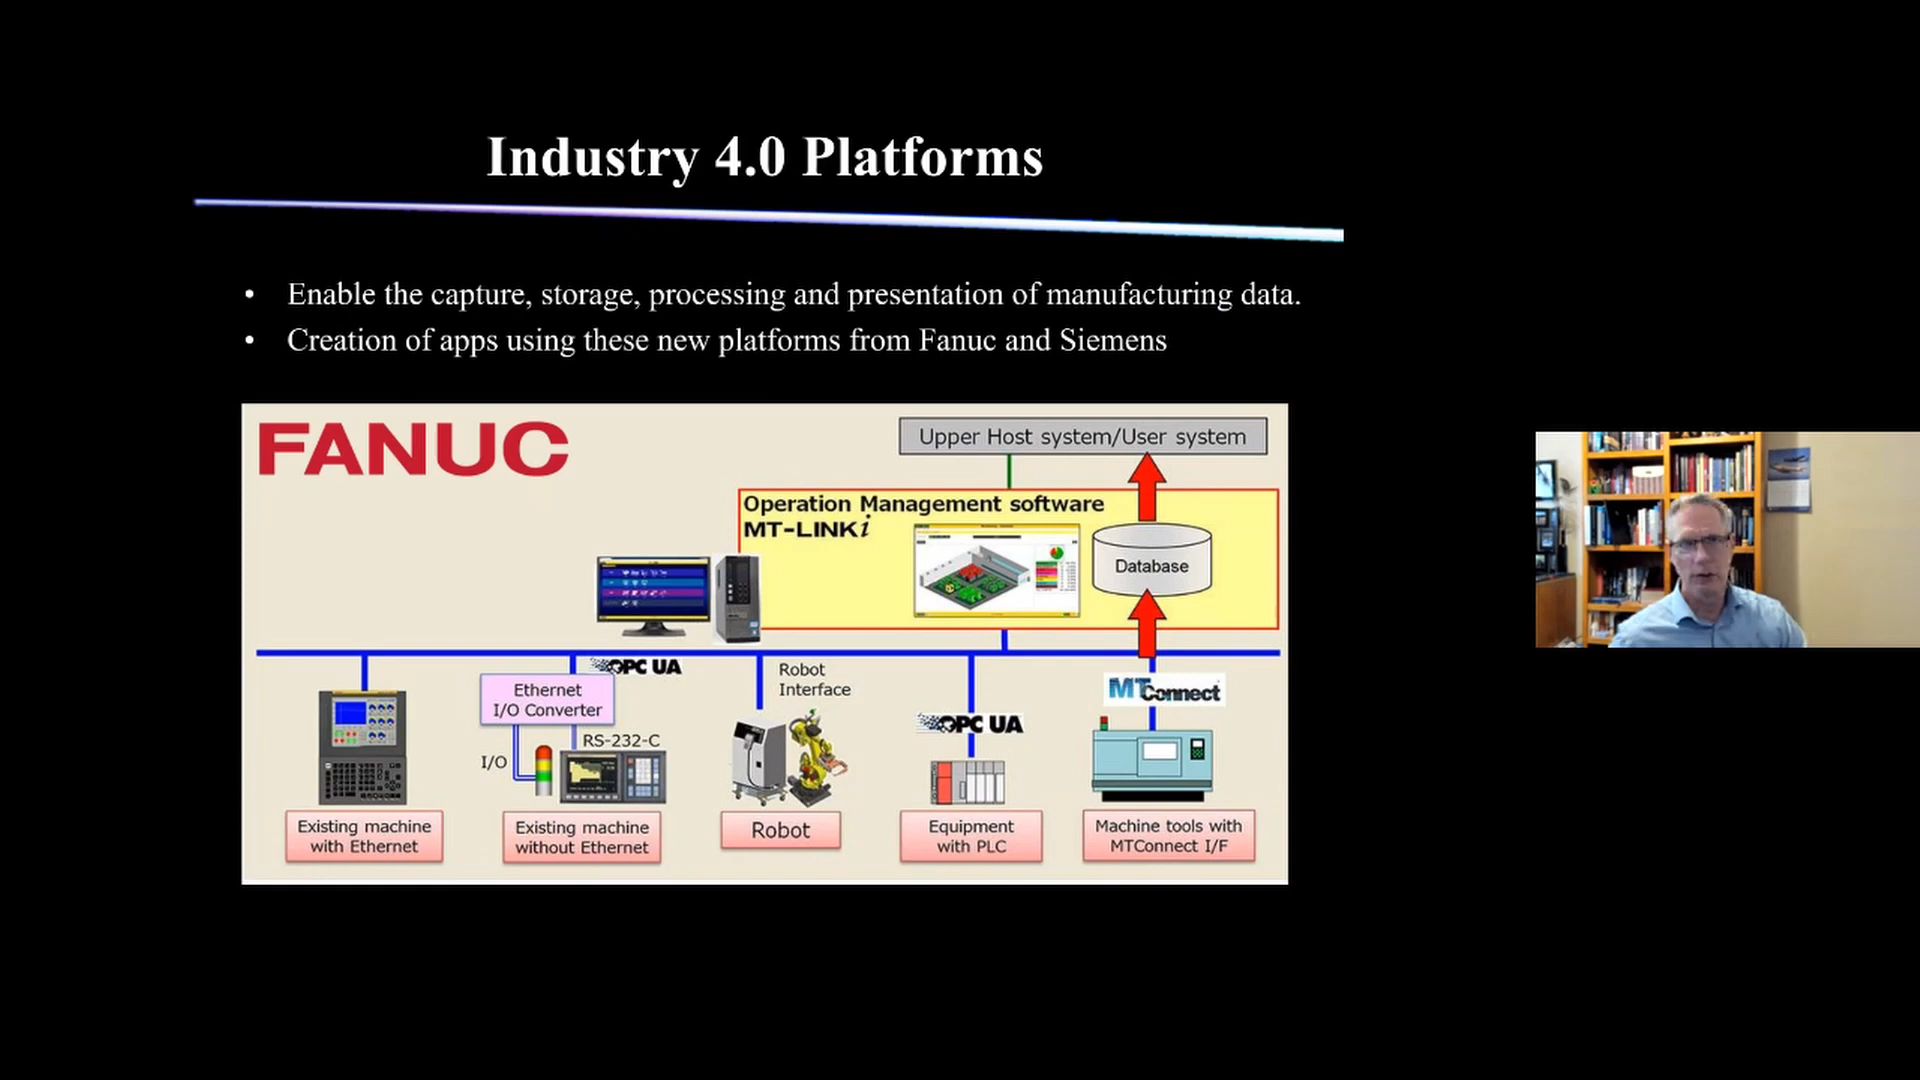 Industry 4.0 Platforms
• Enable the capture, storage, processing and presentation of manufacturing data.
• Creation of apps using these new platforms from Fanuc and Siemens
FANUC
Upper Host system/User system
Operation Management software
MT-LINKi
Database
OPC UA
Ethernet
I/O Converter
Robot
Interface
MTConnect
OPC UA
RS-232-C
I/O
Existing machine
with Ethernet
Existing machine
without Ethernet
Robot
Equipment
with PLC
Machine tools with
MTConnect I/F